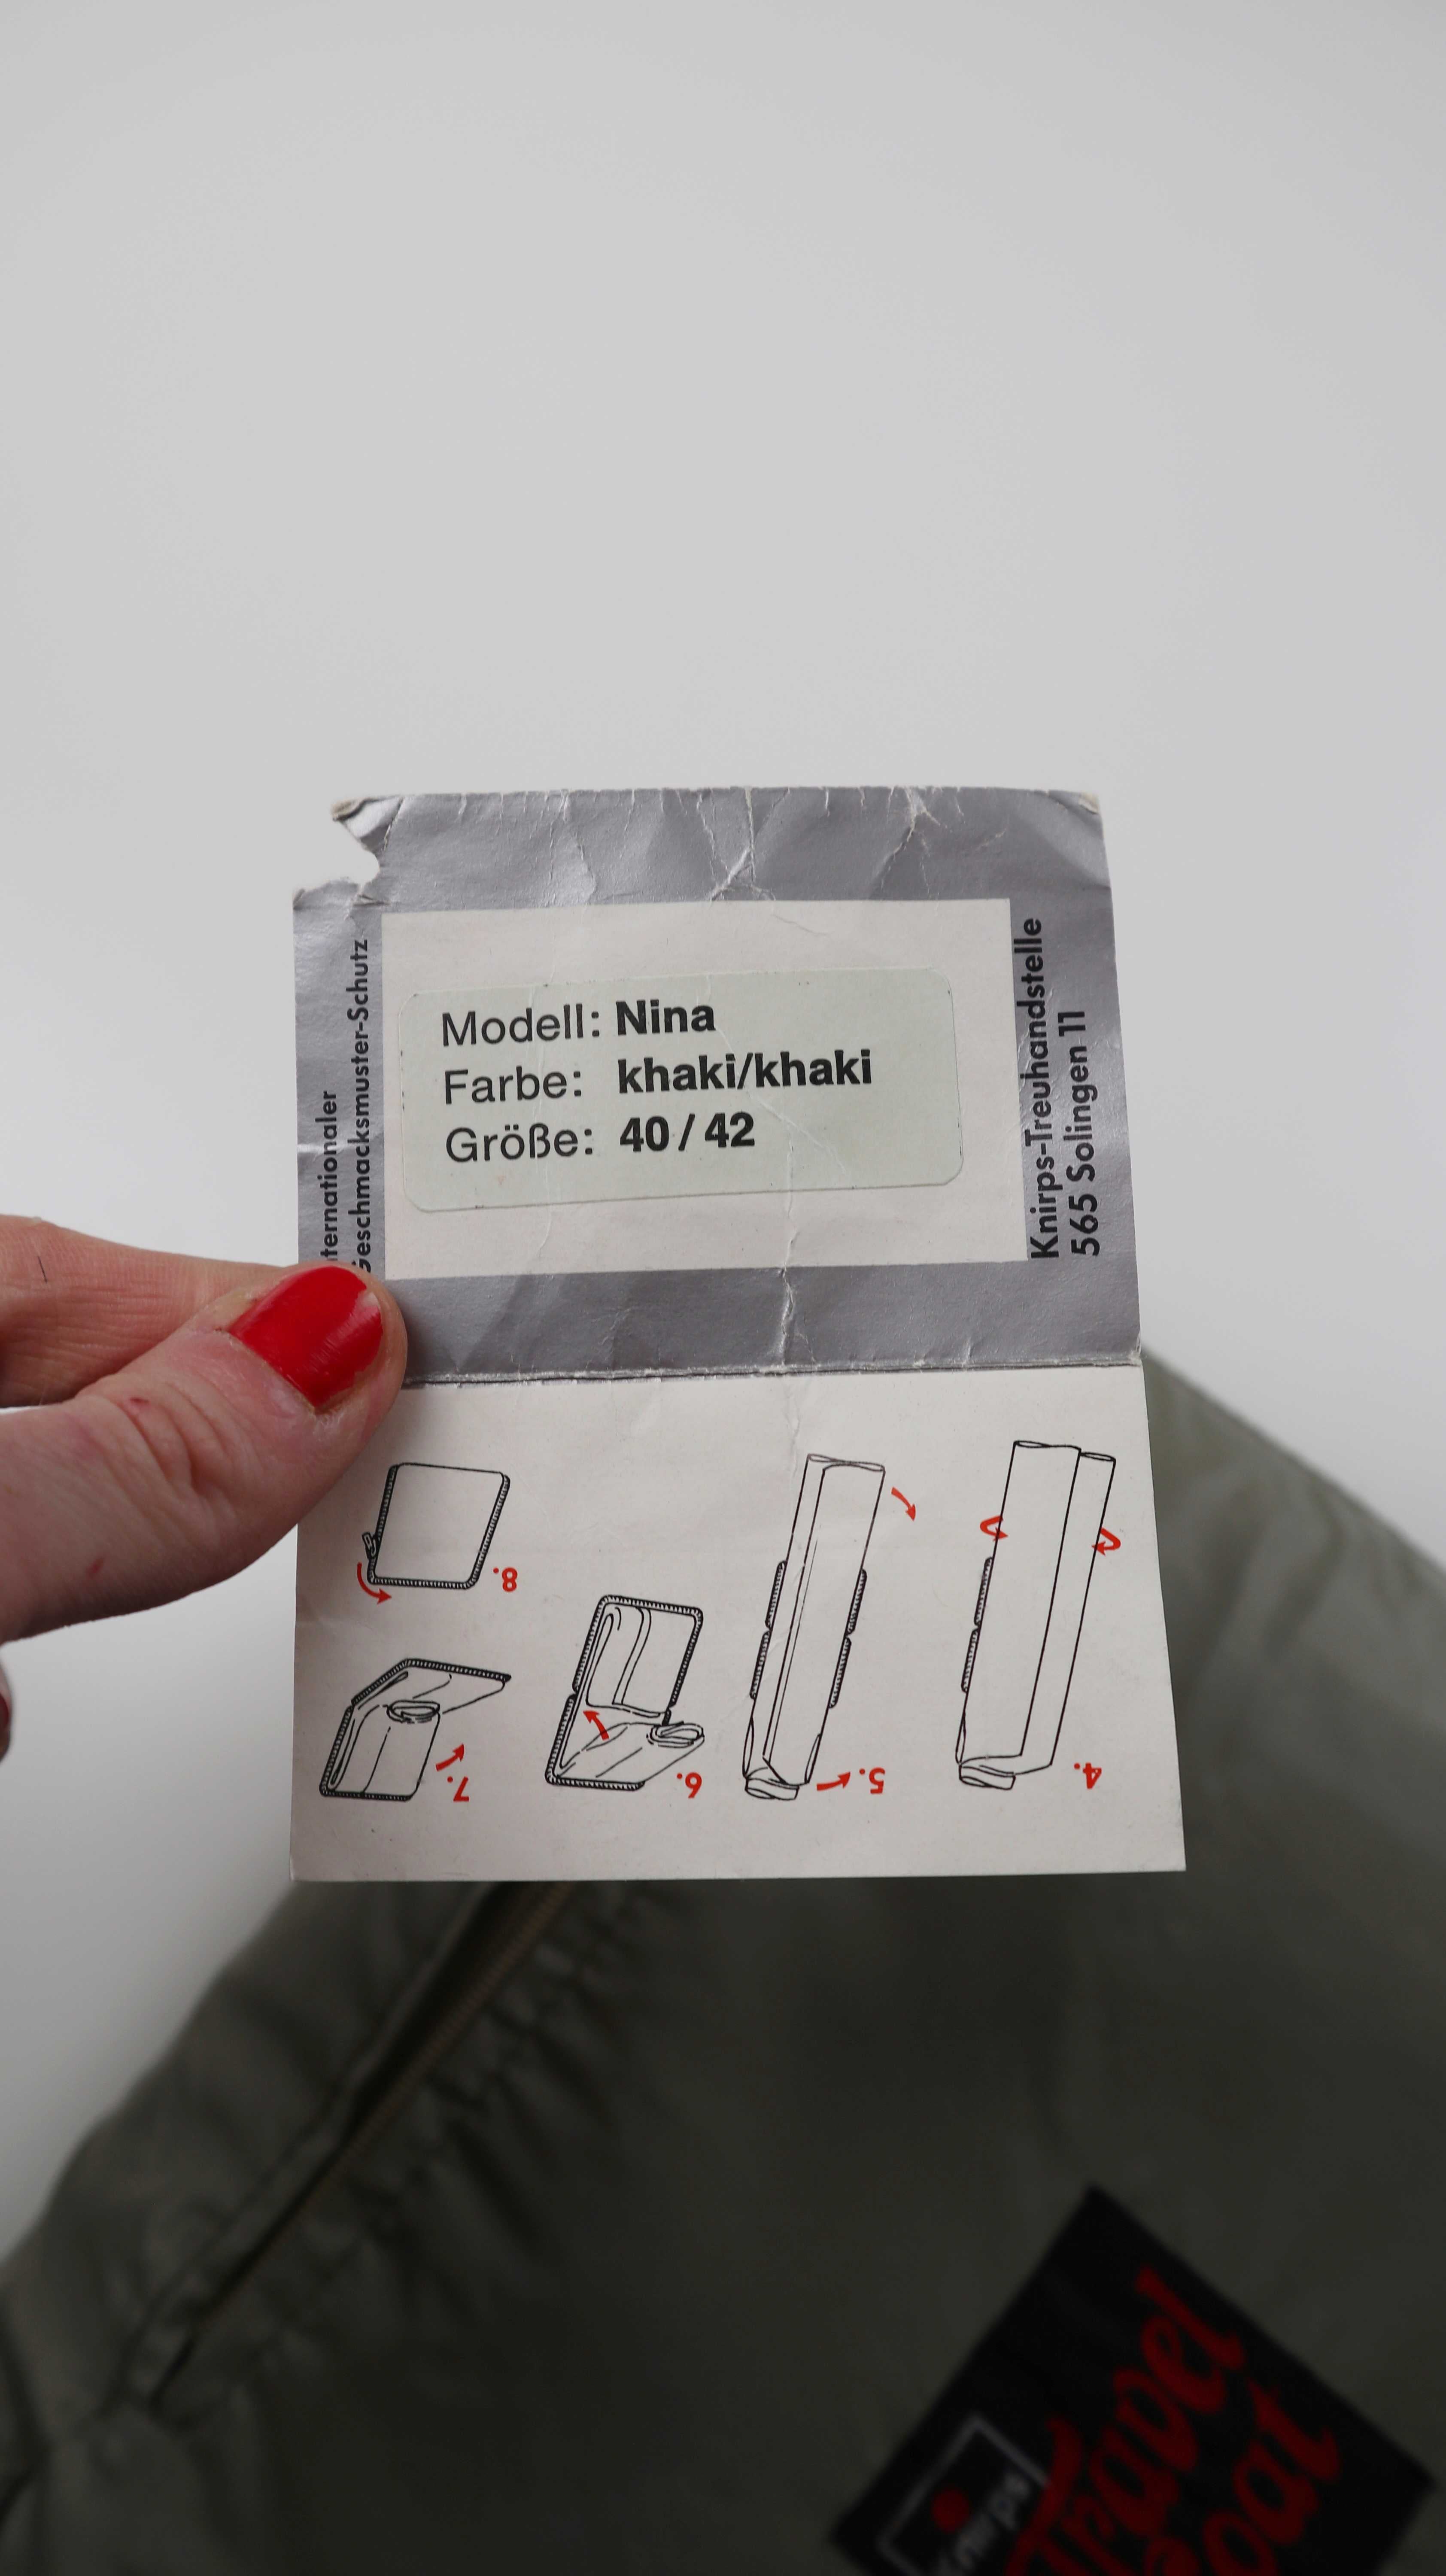 Modell: Nina
Farbe: khaki/khaki
Größe: 40/42
Geschmacksmuster-Schutz
Knirps-Treuhandstelle
565 Solingen 11
8.
7.
6.
5.
4.
Knirps
Travel